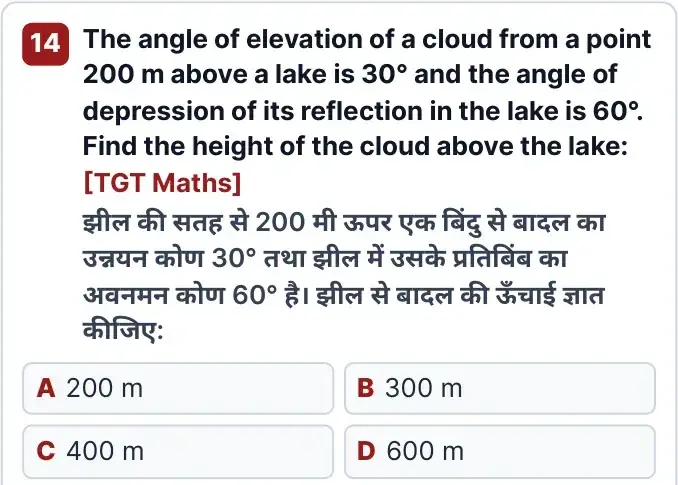 14 The angle of elevation of a cloud from a point
200 m above a lake is 30° and the angle of
depression of its reflection in the lake is 60°.
Find the height of the cloud above the lake:
[TGT Maths]
झील की सतह से 200 मी ऊपर एक बिंदु से बादल का
उन्नयन कोण 30° तथा झील में उसके प्रतिबिंब का
अवनमन कोण 60° है। झील से बादल की ऊँचाई ज्ञात
कीजिए:
A 200 m
B 300 m
C 400 m
D 600 m